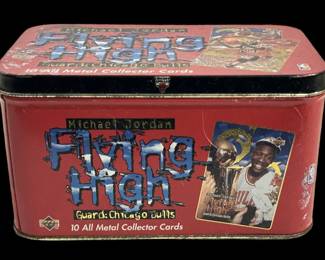 Flying
High
Guard: Chicago Bulls
10 All Metal Collector Cards
Michael Jordan
Flying
High
Guard: Chicago Bulls
10 All Metal Collector Cards